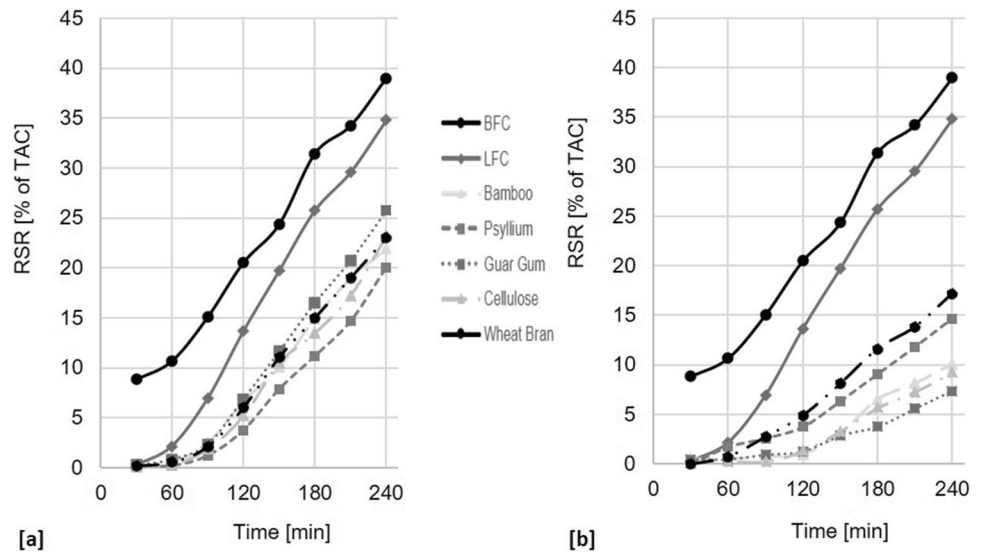 45
40
35
30
25
20
15
10
5
0
RSR [% of TAC]
0 60 120 180 240
Time [min]
[a]
BFC
LFC
Bamboo
Psyllium
Guar Gum
Cellulose
Wheat Bran
45
40
35
30
25
20
15
10
5
0
RSR [% of TAC]
0 60 120 180 240
Time [min]
[b]